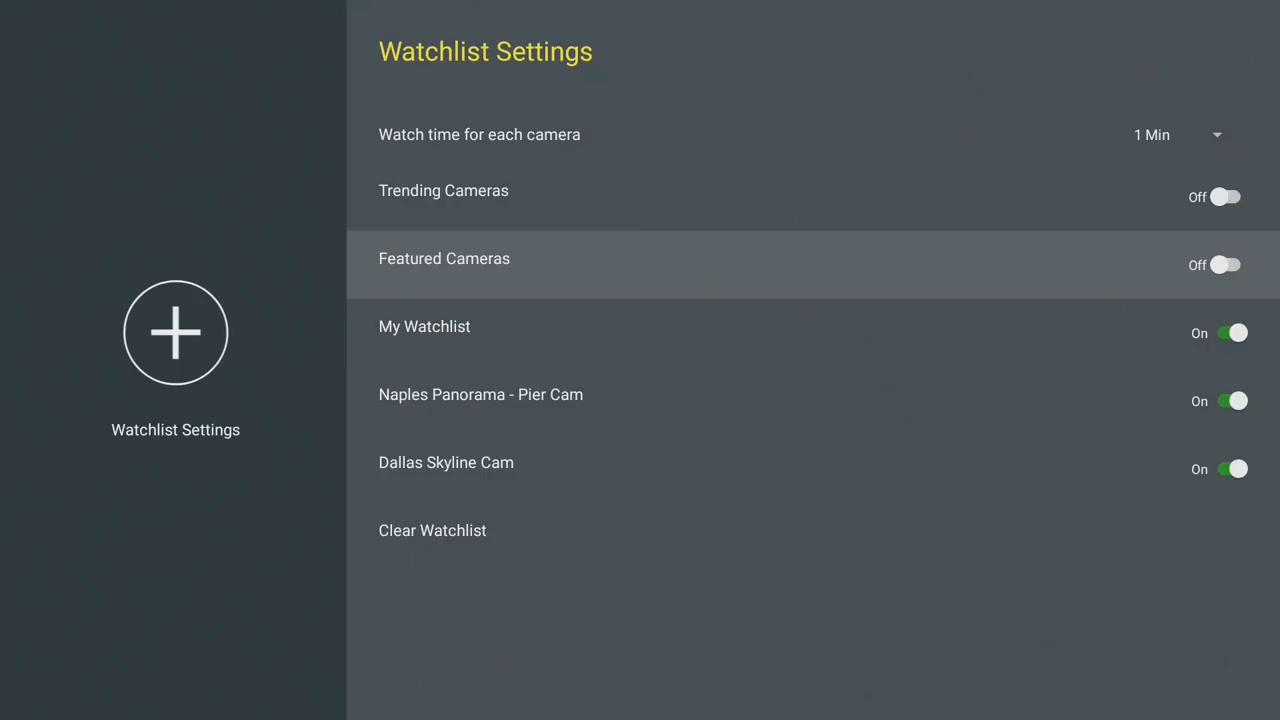 Watchlist Settings
Watch time for each camera 1 Min
Trending Cameras Off
Featured Cameras Off
My Watchlist On
Naples Panorama - Pier Cam On
Dallas Skyline Cam On
Clear Watchlist
Watchlist Settings